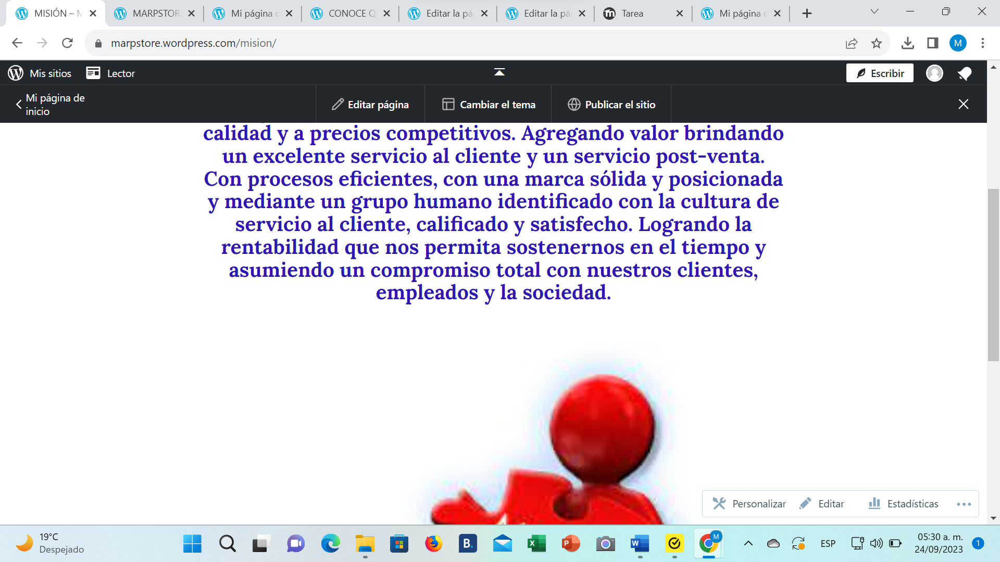 MISIÓN – M
MARPSTOR
Mi página d
CONOCE Q
Editar la pá
Editar la pá
Tarea
Mi página d
marpstore.wordpress.com/mision/
M
Mis sitios
Lector
Escribir
Mi página de
inicio
Editar página
Cambiar el tema
Publicar el sitio
calidad y a precios competitivos. Agregando valor brindando
un excelente servicio al cliente y un servicio post-venta.
Con procesos eficientes, con una marca sólida y posicionada
y mediante un grupo humano identificado con la cultura de
servicio al cliente, calificado y satisfecho. Logrando la
rentabilidad que nos permita sostenernos en el tiempo y
asumiendo un compromiso total con nuestros clientes,
empleados y la sociedad.
Personalizar
Editar
Estadísticas
19°C
Despejado
B.
X
P
W
M
ESP
05:30 a. m.
24/09/2023
1